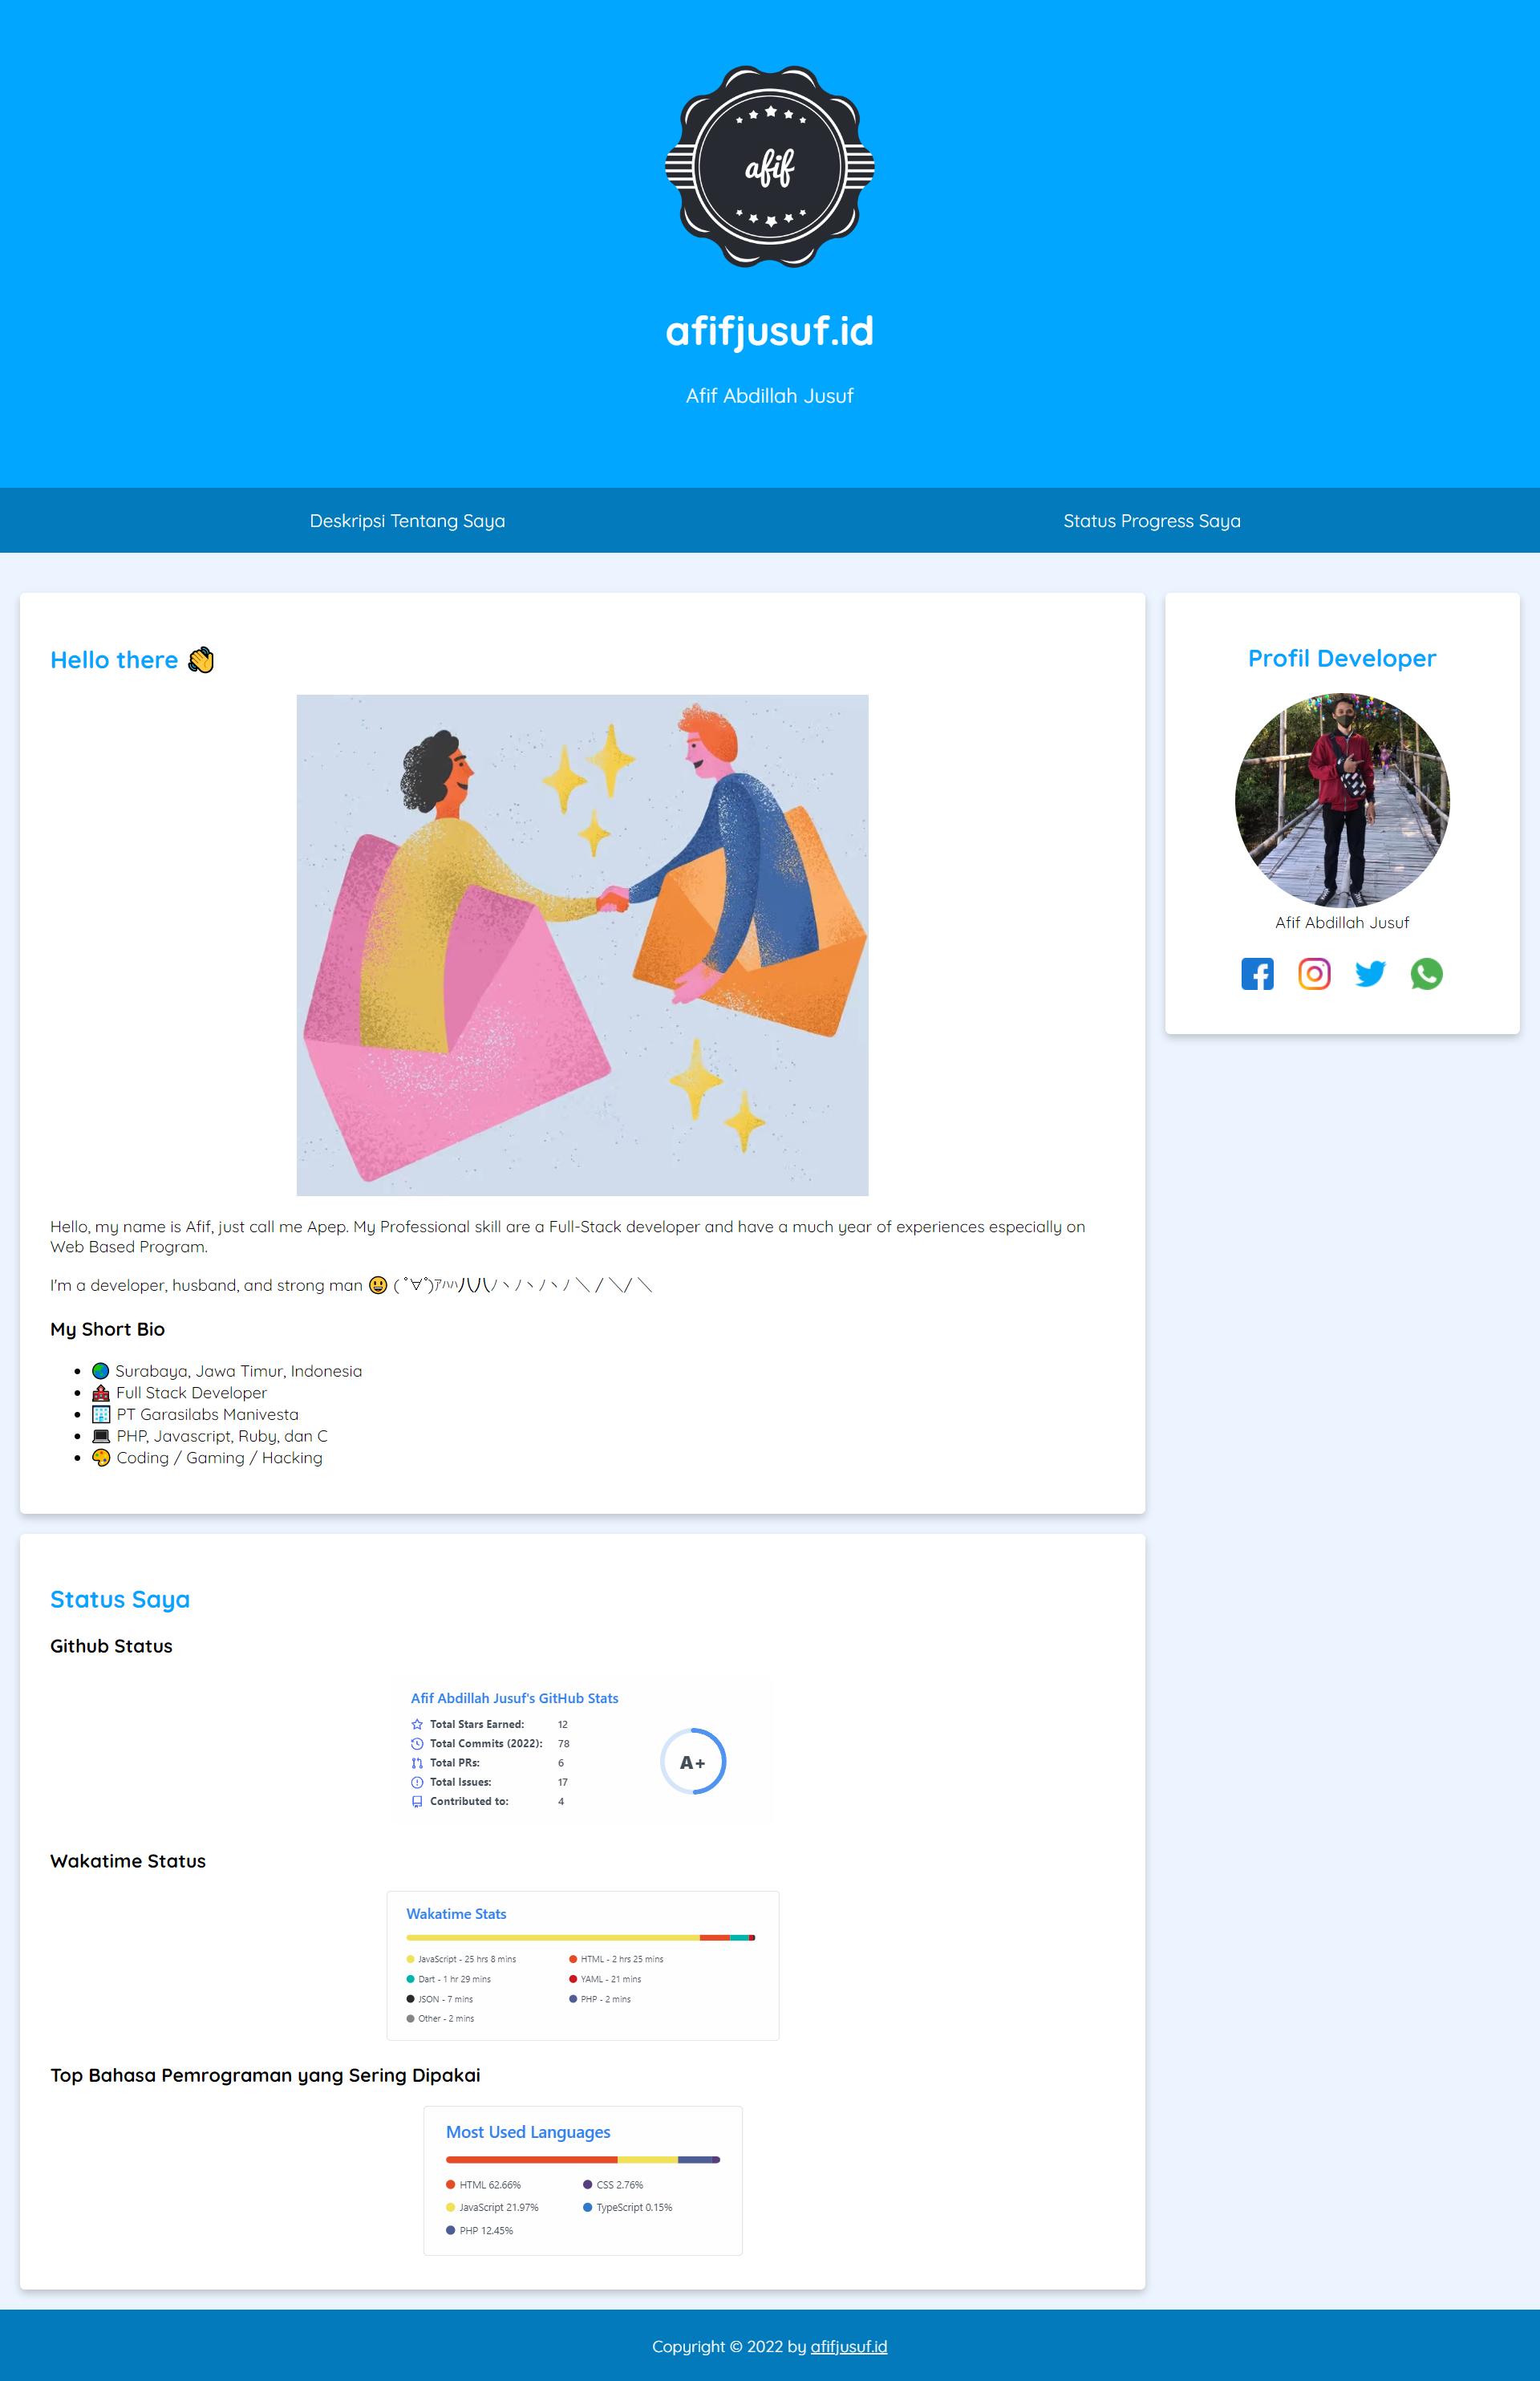 afif
afifjusuf.id
Afif Abdillah Jusuf
Deskripsi Tentang Saya
Status Progress Saya
Hello there 👏
Hello, my name is Afif, just call me Apep. My Professional skill are a Full-Stack developer and have a much year of experiences especially on
Web Based Program.
I'm a developer, husband, and strong man 😃 ( ﾟ∀ﾟ)ｱﾊﾊ八八ﾉヽﾉヽﾉヽﾉ ＼ / ＼/ ＼
My Short Bio
🌏 Surabaya, Jawa Timur, Indonesia
🏫 Full Stack Developer
🏢 PT Garasilabs Manivesta
💻 PHP, Javascript, Ruby, dan C
🎨 Coding / Gaming / Hacking
Profil Developer
Afif Abdillah Jusuf
Status Saya
Github Status
Afif Abdillah Jusuf's GitHub Stats
Total Stars Earned: 12
Total Commits (2022): 78
Total PRs: 6
Total Issues: 17
Contributed to: 4
A+
Wakatime Status
Wakatime Stats
JavaScript - 25 hrs 8 mins
HTML - 2 hrs 25 mins
Dart - 1 hr 29 mins
YAML - 21 mins
JSON - 7 mins
PHP - 2 mins
Other - 2 mins
Top Bahasa Pemrograman yang Sering Dipakai
Most Used Languages
HTML 62.66%
CSS 2.76%
JavaScript 21.97%
TypeScript 0.15%
PHP 12.45%
Copyright © 2022 by afifjusuf.id